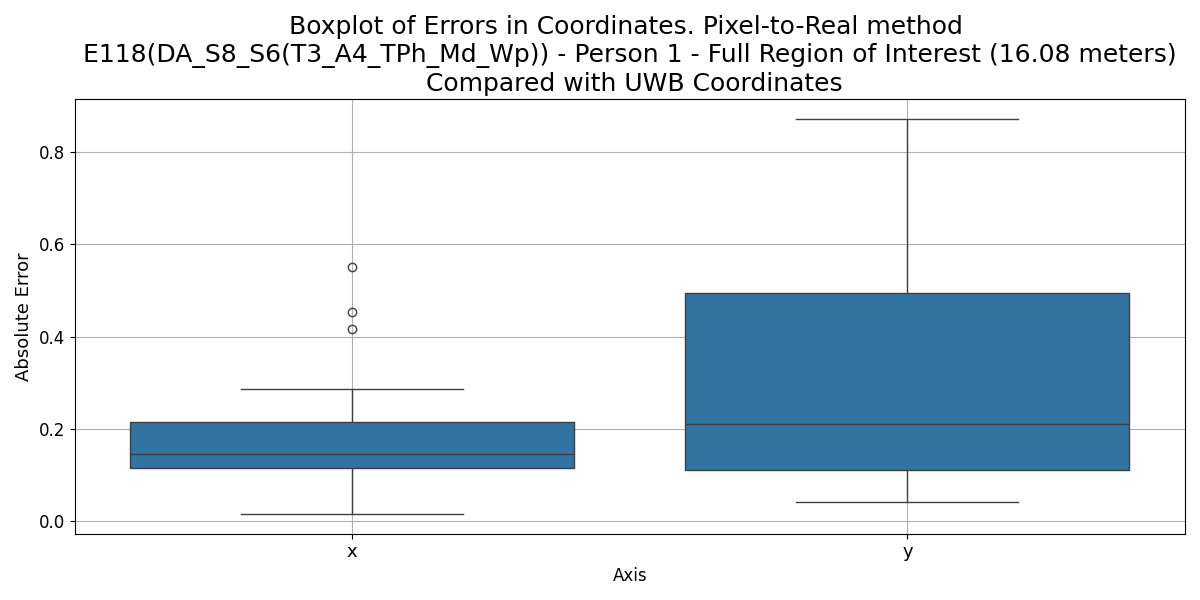 Boxplot of Errors in Coordinates. Pixel-to-Real method
E118(DA_S8_S6(T3_A4_TPh_Md_Wp)) - Person 1 - Full Region of Interest (16.08 meters)
Compared with UWB Coordinates
0.8
0.6
0.4
0.2
0.0
Absolute Error
x
y
Axis